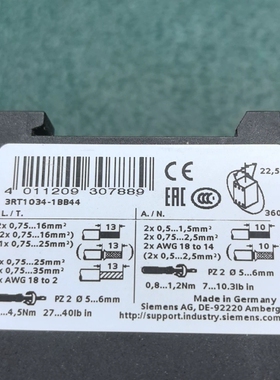 4 011209 307889
3RT1034-1BB44
CE
EAC
CCC
22,5
360
L./T.
A./N.
x 0,75...16mm²
2x 0,75...16mm²)
1x 0,75...25mm²)
13
x 0,75...25mm²
(13)
x 0,75...35mm²
x AWG 18 to 2
13
PZ 2 Ø 5...6mm
...4,5Nm 27...40lb in
2x 0,5...1,5mm²
2x 0,75...2,5mm²
10
2x AWG 18 to 14
(2x 0,5...2,5mm²)
(10)
PZ 2 Ø 5...6mm
0,8...1,2Nm 7...10.3lb in
Made in Germany
Siemens AG, DE-92220 Amberg
http://support.industry.siemens.com